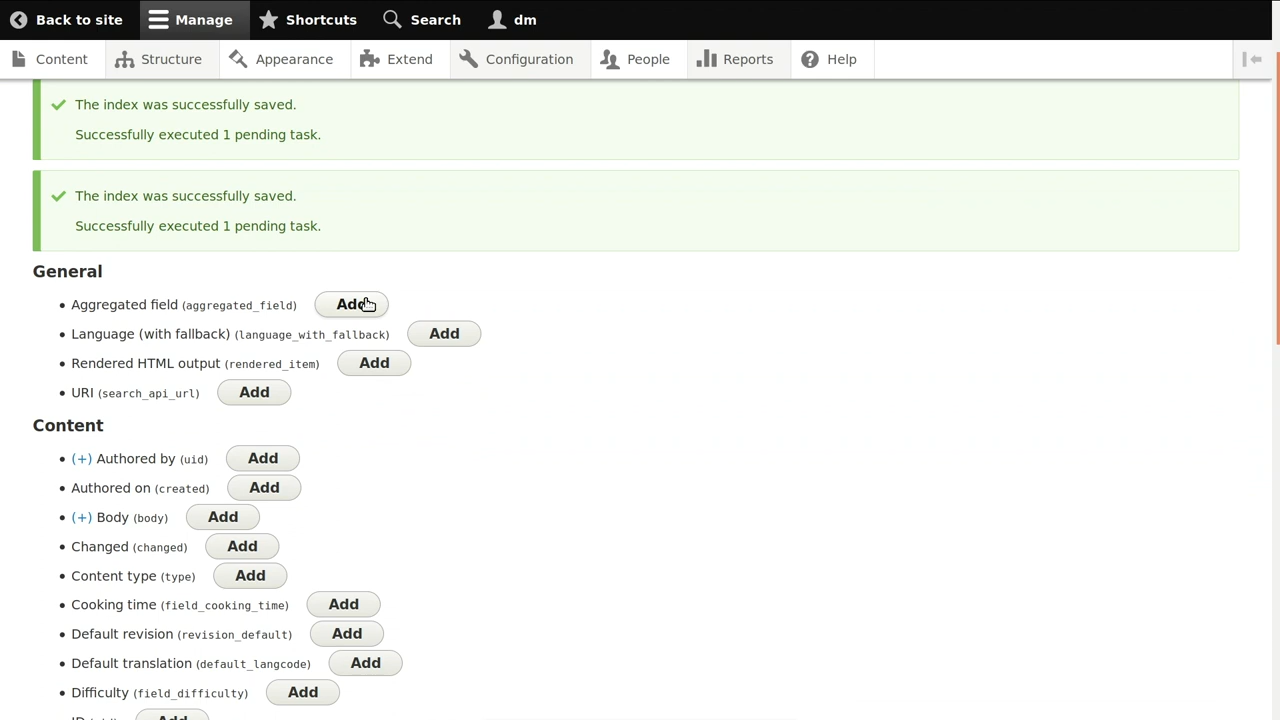 Back to site Manage Shortcuts Search dm
Content Structure Appearance Extend Configuration People Reports Help
The index was successfully saved.
Successfully executed 1 pending task.
The index was successfully saved.
Successfully executed 1 pending task.
General
Aggregated field (aggregated_field) Add
Language (with fallback) (language_with_fallback) Add
Rendered HTML output (rendered_item) Add
URI (search_api_url) Add
Content
(+) Authored by (uid) Add
Authored on (created) Add
(+) Body (body) Add
Changed (changed) Add
Content type (type) Add
Cooking time (field_cooking_time) Add
Default revision (revision_default) Add
Default translation (default_langcode) Add
Difficulty (field_difficulty) Add
ID Add